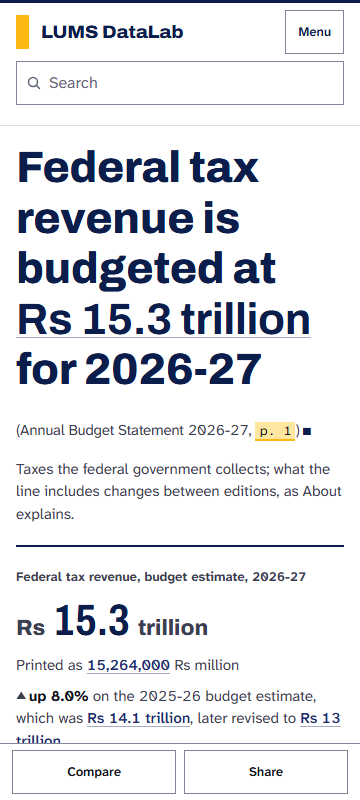 LUMS DataLab
Menu
Search
Federal tax
revenue is
budgeted at
Rs 15.3 trillion
for 2026-27
(Annual Budget Statement 2026-27, p. 1)
Taxes the federal government collects; what the
line includes changes between editions, as About
explains.
Federal tax revenue, budget estimate, 2026-27
Rs 15.3 trillion
Printed as 15,264,000 Rs million
▲ up 8.0% on the 2025-26 budget estimate,
which was Rs 14.1 trillion, later revised to Rs 13
trillion
Compare
Share